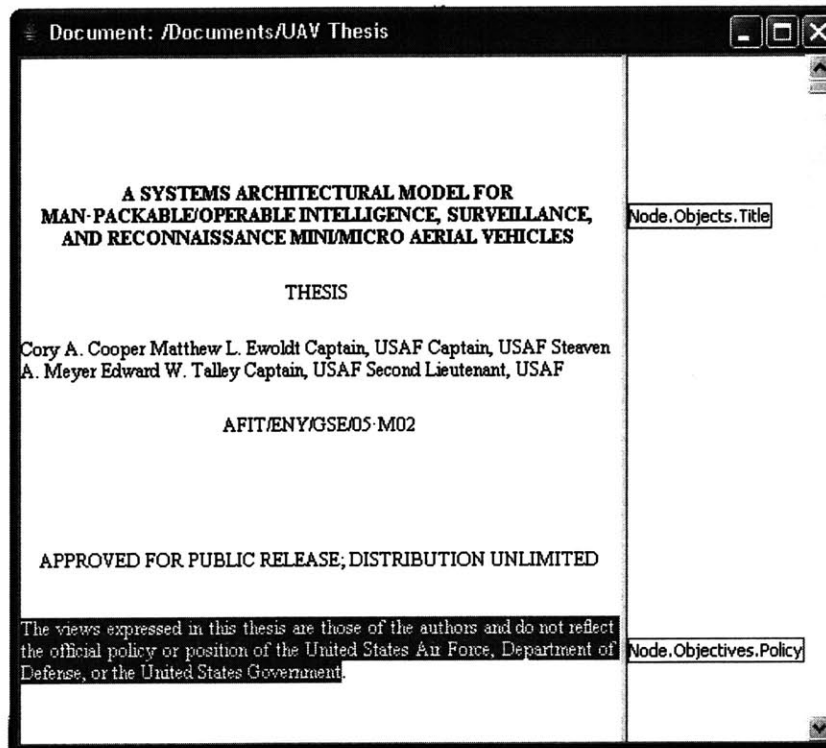 Document: /Documents/UAV Thesis
A SYSTEMS ARCHITECTURAL MODEL FOR
MAN-PACKABLE/OPERABLE INTELLIGENCE, SURVEILLANCE,
AND RECONNAISSANCE MINI/MICRO AERIAL VEHICLES
Node.Objects.Title
THESIS
Cory A. Cooper Matthew L. Ewoldt Captain, USAF Captain, USAF Steaven
A. Meyer Edward W. Talley Captain, USAF Second Lieutenant, USAF
AFIT/ENY/GSE/05-M02
APPROVED FOR PUBLIC RELEASE; DISTRIBUTION UNLIMITED
The views expressed in this thesis are those of the authors and do not reflect
the official policy or position of the United States Air Force, Department of
Defense, or the United States Government.
Node.Objectives.Policy